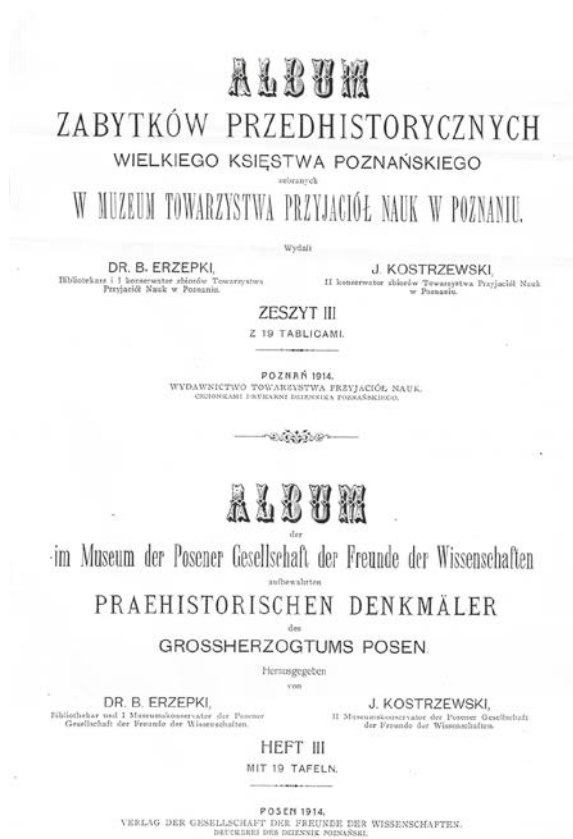 ALBUM
ZABYTKÓW PRZEDHISTORYCZNYCH
WIELKIEGO KSIĘSTWA POZNAŃSKIEGO
zebranych
W MUZEUM TOWARZYSTWA PRZYJACIÓŁ NAUK W POZNANIU.
Wydali
DR. B. ERZEPKI,
Bibliotekarz i I konserwator zbiorów Towarzystwa
Przyjaciół Nauk w Poznaniu.
J. KOSTRZEWSKI,
II konserwator zbiorów Towarzystwa Przyjaciół Nauk
w Poznaniu.
ZESZYT III
Z 19 TABLICAMI.
POZNAŃ 1914.
WYDAWNICTWO TOWARZYSTWA PRZYJACIÓŁ NAUK.
CZCIONKAMI DRUKARNI DZIENNIKA POZNAŃSKIEGO.
ALBUM
der
im Museum der Posener Gesellschaft der Freunde der Wissenschaften
aufbewahrten
PRAEHISTORISCHEN DENKMÄLER
des
GROSSHERZOGTUMS POSEN.
Herausgegeben
von
DR. B. ERZEPKI,
Bibliothekar und I Museumskonservator der Posener
Gesellschaft der Freunde der Wissenschaften.
J. KOSTRZEWSKI,
II Museumskonservator der Posener Gesellschaft
der Freunde der Wissenschaften.
HEFT III
MIT 19 TAFELN.
POSEN 1914.
VERLAG DER GESELLSCHAFT DER FREUNDE DER WISSENSCHAFTEN.
DRUCKEREI DES DZIENNIK POZNAŃSKI.